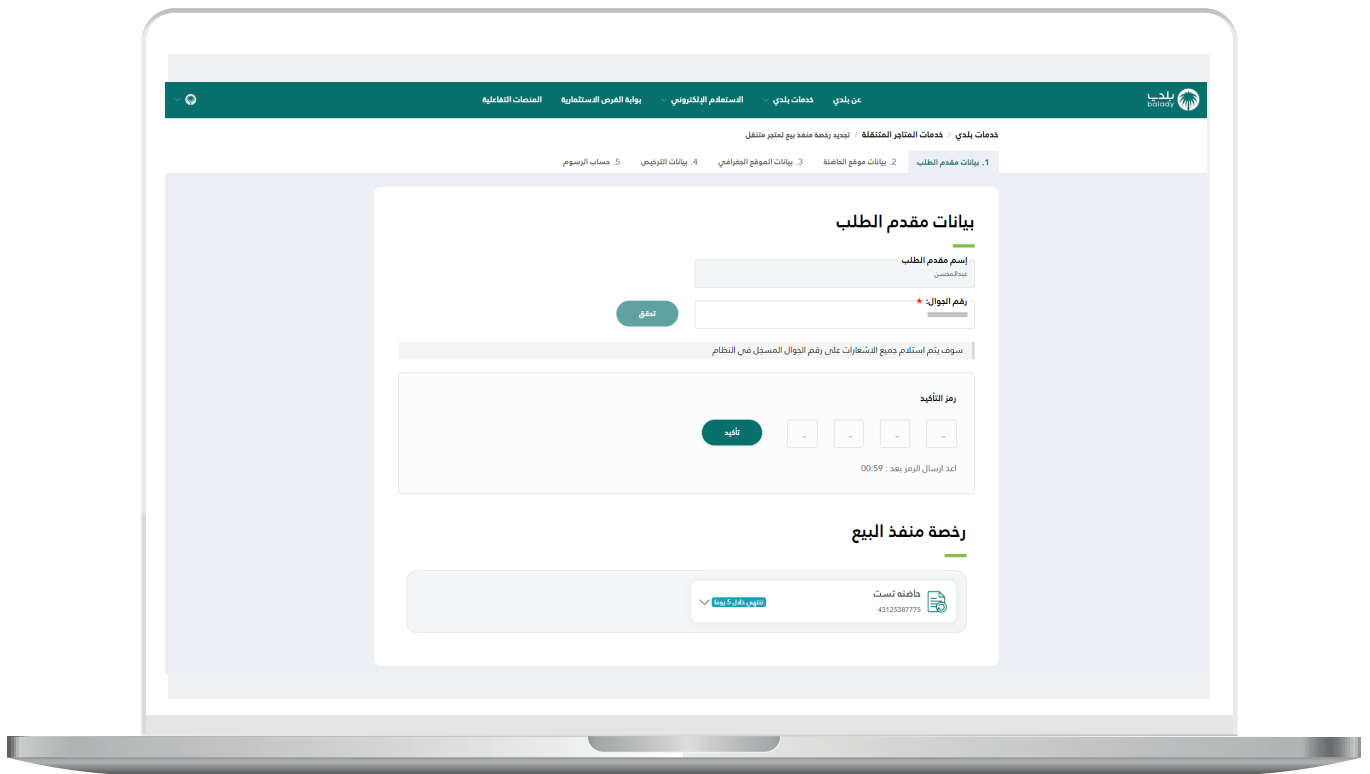 بلدي
balady
عن بلدي خدمات بلدي الاستعلام الإلكتروني بوابة الفرص الاستثمارية المنصات التفاعلية
خدمات بلدي / خدمات المتاجر المتنقلة / تجديد رخصة منفذ بيع لمتجر متنقل
1. بيانات مقدم الطلب 2. بيانات موقع الحاضنة 3. بيانات الموقع الجغرافي 4. بيانات الترخيص 5. حساب الرسوم
بيانات مقدم الطلب
إسم مقدم الطلب
عبدالمحسن
رقم الجوال: *
تحقق
سوف يتم استلام جميع الاشعارات على رقم الجوال المسجل في النظام
رمز التأكيد
- - - - تأكيد
اعد ارسال الرمز بعد : 00:59
رخصة منفذ البيع
حاضنه تست تنتهي خلال 5 يوما
43125387775